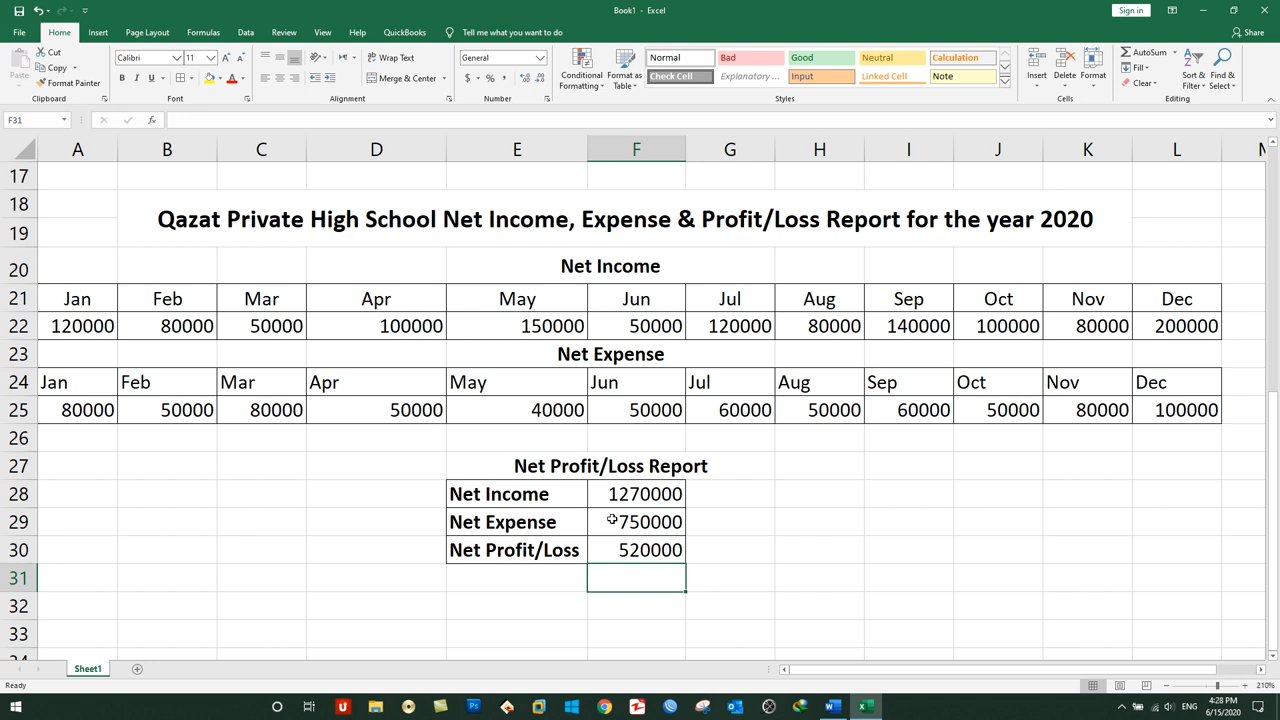 Book1 - Excel
Sign in
File Home Insert Draw Page Layout Formulas Data Review View Help QuickBooks Tell me what you want to do Share
Paste
Cut
Copy
Format Painter
Clipboard
Calibri 11
B I U
Font
Wrap Text
Merge & Center
Alignment
General
$ % ,
Number
Conditional Formatting
Format as Table
Normal Bad Good Neutral Calculation
Check Cell Explanatory ... Input Linked Cell Note
Styles
Insert Delete Format
Cells
AutoSum
Fill
Clear
Sort & Filter
Find & Select
Editing
F31 fx
A B C D E F G H I J K L M
17
18
Qazat Private High School Net Income, Expense & Profit/Loss Report for the year 2020
19
20 Net Income
21 Jan Feb Mar Apr May Jun Jul Aug Sep Oct Nov Dec
22 120000 80000 50000 100000 150000 50000 120000 80000 140000 100000 80000 200000
23 Net Expense
24 Jan Feb Mar Apr May Jun Jul Aug Sep Oct Nov Dec
25 80000 50000 80000 50000 40000 50000 60000 50000 60000 50000 80000 100000
26
27 Net Profit/Loss Report
28 Net Income 1270000
29 Net Expense 750000
30 Net Profit/Loss 520000
31
32
33
34
Sheet1
Ready
210%
4:28 PM
6/15/2020